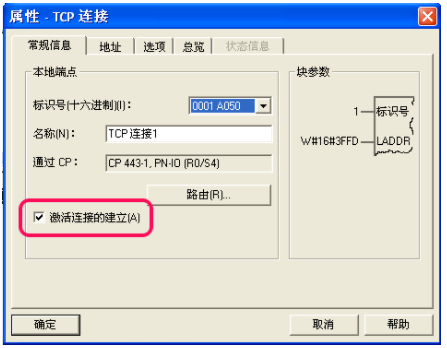 属性 - TCP 连接
常规信息 地址 选项 总览 状态信息
本地端点
标识号(十六进制)(I): 0001 A050
名称(N): TCP 连接1
通过 CP: CP 443-1, PN-IO (R0/S4)
路由(R)...
激活连接的建立(A)
块参数
1 标识号
W#16#3FFD LADDR
确定 取消 帮助